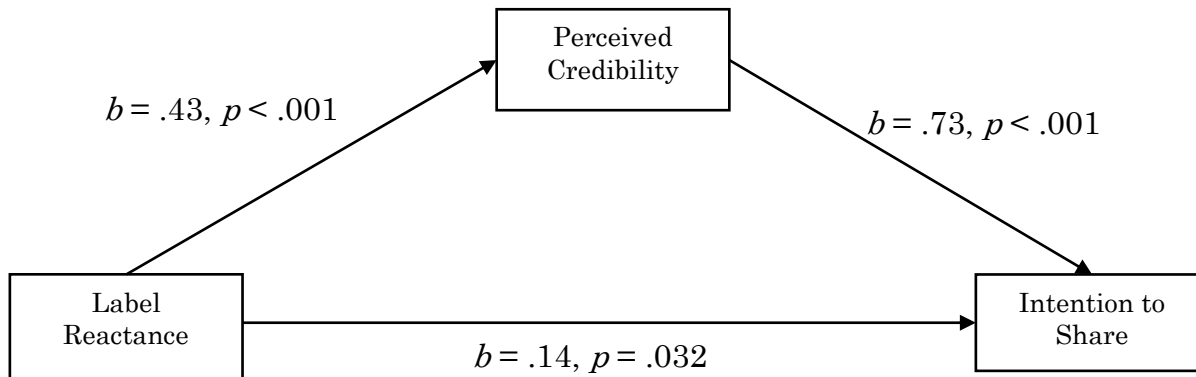 Perceived
Credibility
b = .43, p < .001
b = .73, p < .001
Label
Reactance
Intention to
Share
b = .14, p = .032